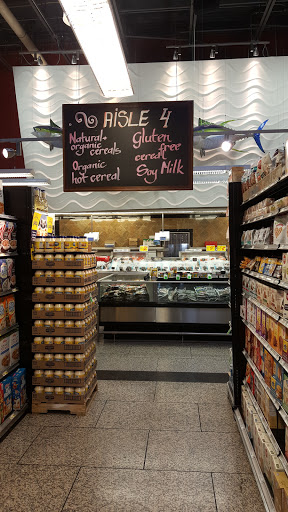 AISLE 4
Natural +
organic
cereals
Organic
hot cereal
Gluten
free
cereal
Soy Milk